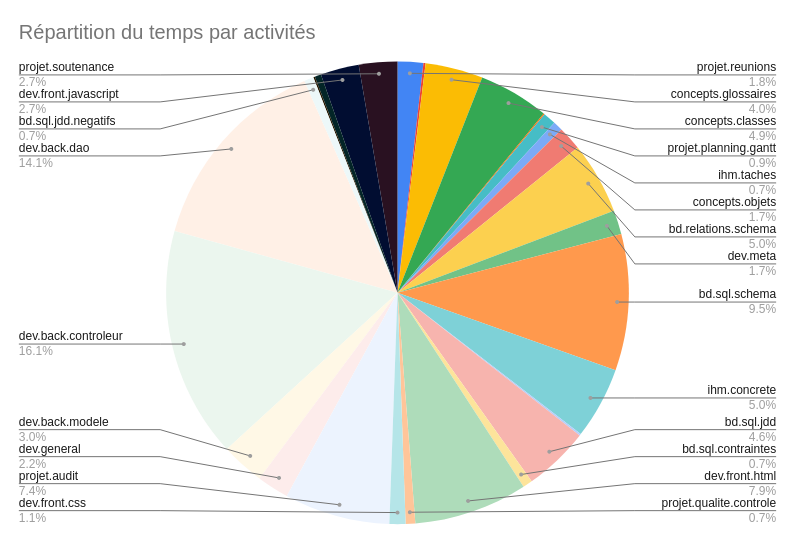 Répartition du temps par activités
projet.soutenance
2.7%
dev.front.javascript
2.7%
bd.sql.jdd.negatifs
0.7%
dev.back.dao
14.1%
dev.back.controleur
16.1%
dev.back.modele
3.0%
dev.general
2.2%
projet.audit
7.4%
dev.front.css
1.1%
projet.reunions
1.8%
concepts.glossaires
4.0%
concepts.classes
4.9%
projet.planning.gantt
0.9%
ihm.taches
0.7%
concepts.objets
1.7%
bd.relations.schema
5.0%
dev.meta
1.7%
bd.sql.schema
9.5%
ihm.concrete
5.0%
bd.sql.jdd
4.6%
bd.sql.contraintes
0.7%
dev.front.html
7.9%
projet.qualite.controle
0.7%